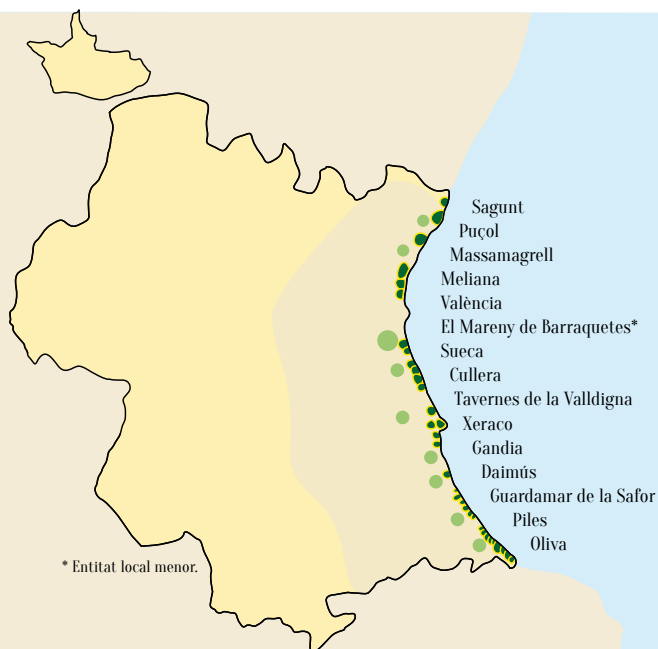 Sagunt
Puçol
Massamagrell
Meliana
València
El Mareny de Barraquetes*
Sueca
Cullera
Tavernes de la Valldigna
Xeraco
Gandia
Daimús
Guardamar de la Safor
Piles
Oliva
* Entitat local menor.